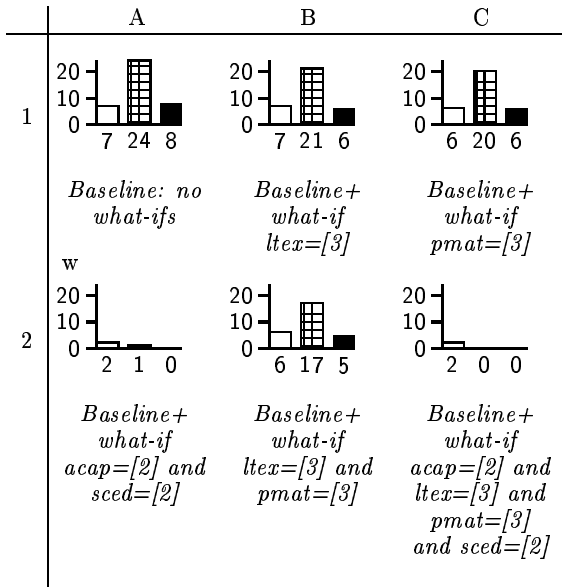 A B C
1
20
10
0
7 24 8
Baseline: no
what-ifs
20
10
0
7 21 6
Baseline+
what-if
ltex=[3]
20
10
0
6 20 6
Baseline+
what-if
pmat=[3]
w
2
20
10
0
2 1 0
Baseline+
what-if
acap=[2] and
sced=[2]
20
10
0
6 17 5
Baseline+
what-if
ltex=[3] and
pmat=[3]
20
10
0
2 0 0
Baseline+
what-if
acap=[2] and
ltex=[3] and
pmat=[3]
and sced=[2]